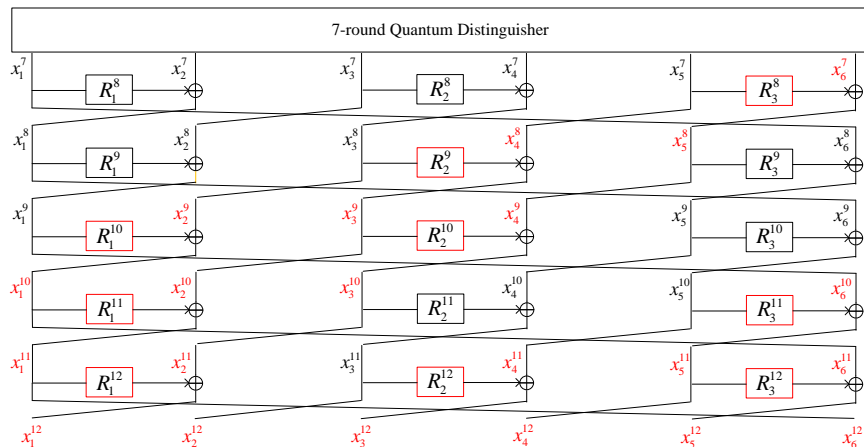 7-round Quantum Distinguisher
x_1^7 x_2^7 x_3^7 x_4^7 x_5^7 x_6^7
R_1^8 R_2^8 R_3^8
x_1^8 x_2^8 x_3^8 x_4^8 x_5^8 x_6^8
R_1^9 R_2^9 R_3^9
x_1^9 x_2^9 x_3^9 x_4^9 x_5^9 x_6^9
R_1^10 R_2^10 R_3^10
x_1^10 x_2^10 x_3^10 x_4^10 x_5^10 x_6^10
R_1^11 R_2^11 R_3^11
x_1^11 x_2^11 x_3^11 x_4^11 x_5^11 x_6^11
R_1^12 R_2^12 R_3^12
x_1^12 x_2^12 x_3^12 x_4^12 x_5^12 x_6^12